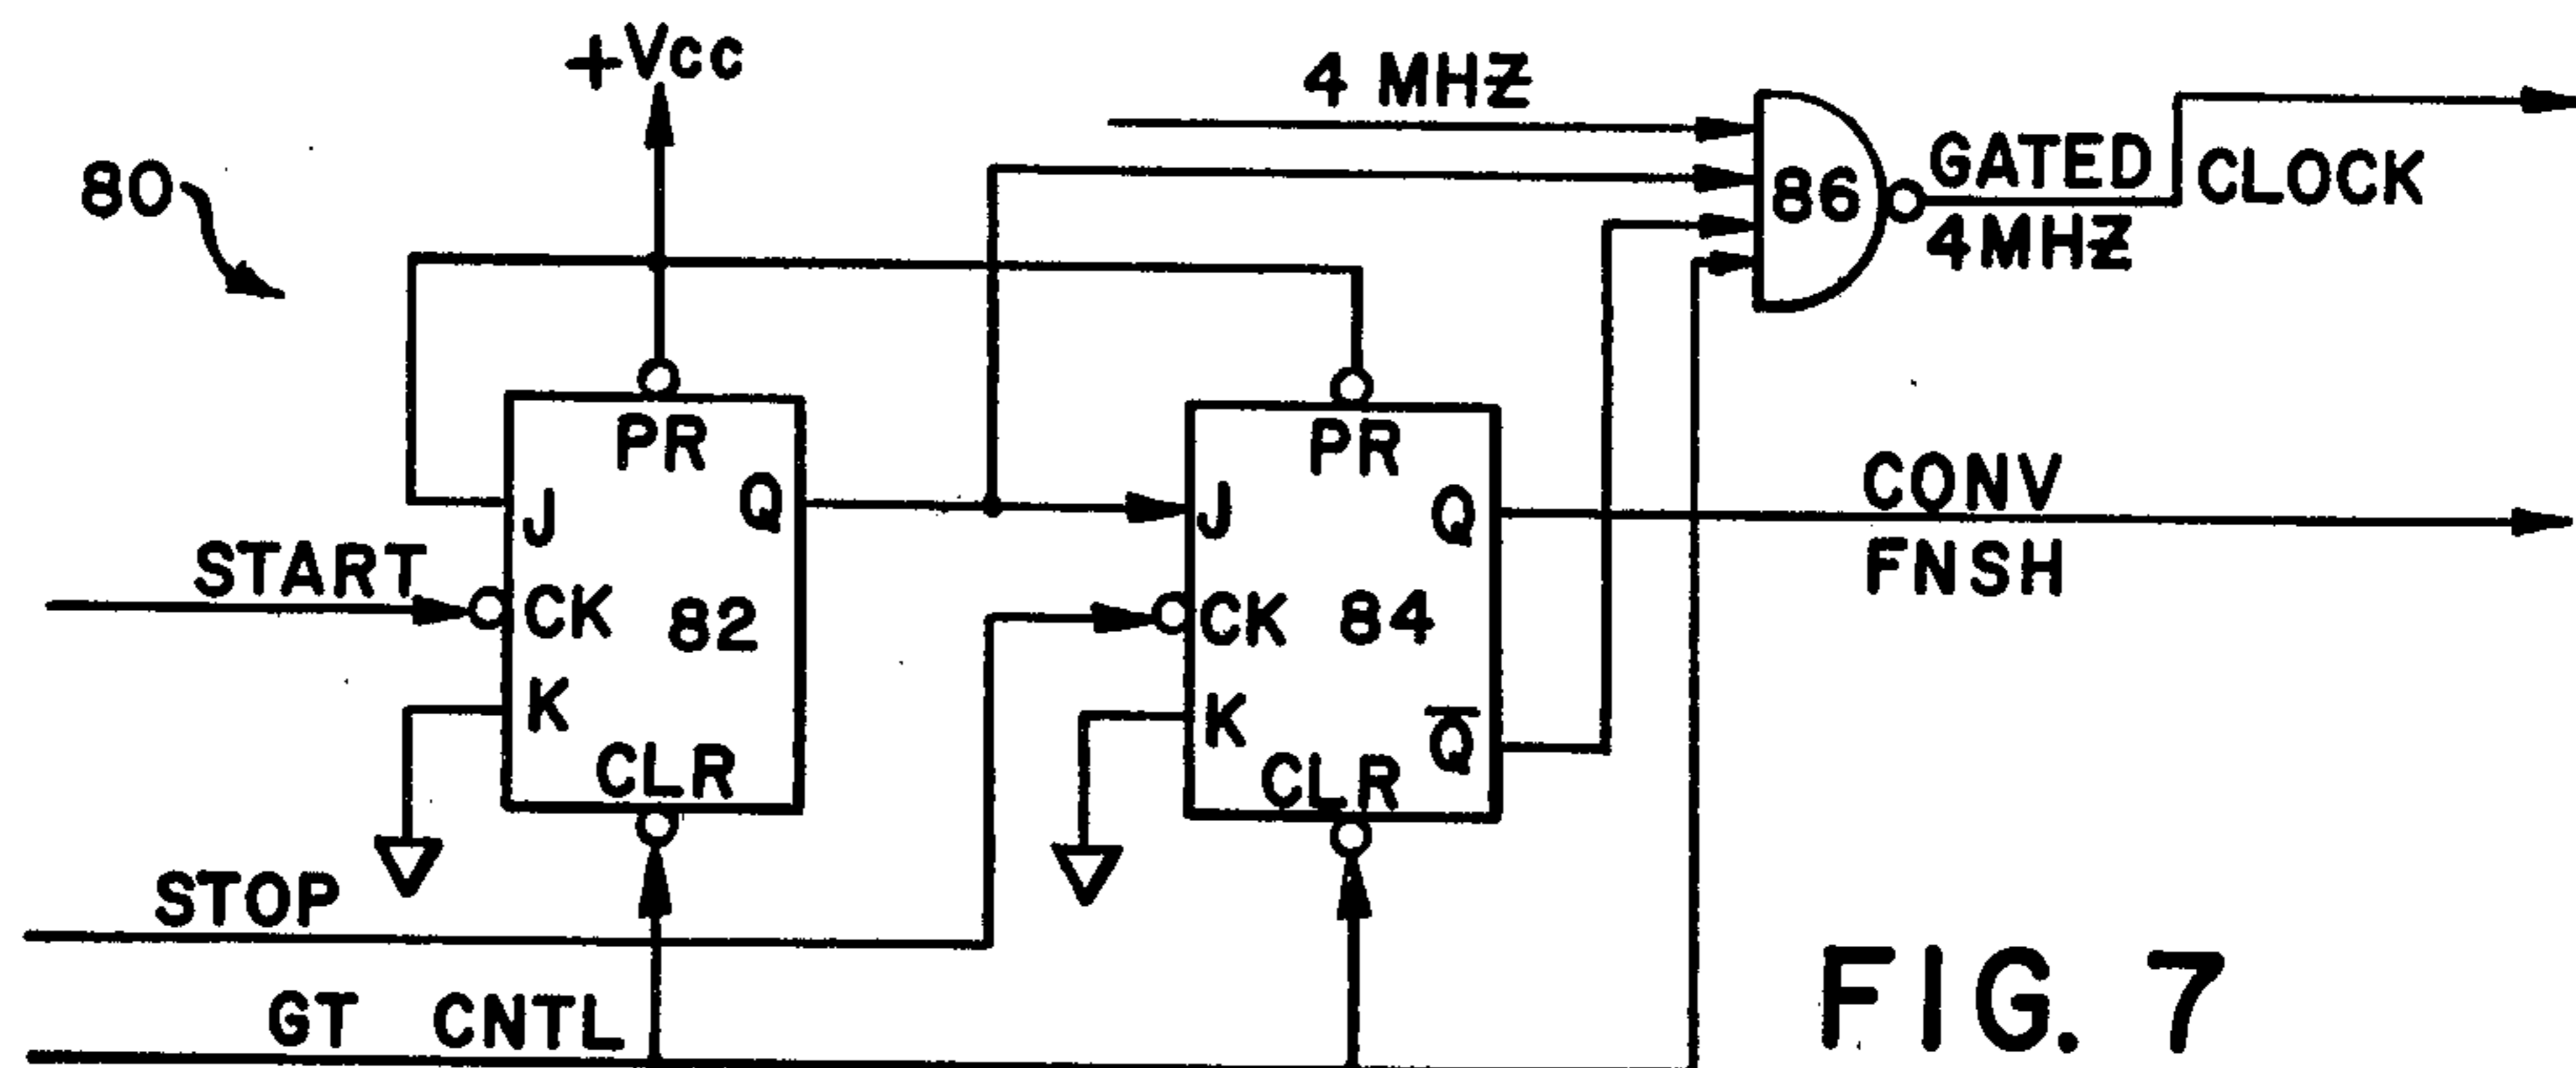 +Vcc
4 MHZ
80
86
GATED CLOCK
4MHZ
PR
PR
J
Q
J
Q
CONV
FNSH
START
CK
82
CK
84
K
K
Q̅
CLR
CLR
STOP
GT CNTL
FIG. 7